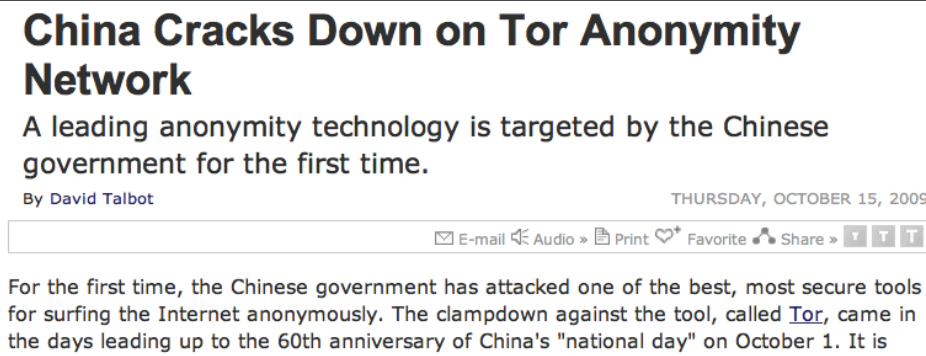 China Cracks Down on Tor Anonymity
Network
A leading anonymity technology is targeted by the Chinese
government for the first time.
By David Talbot THURSDAY, OCTOBER 15, 2009
E-mail Audio » Print Favorite Share » T T T
For the first time, the Chinese government has attacked one of the best, most secure tools
for surfing the Internet anonymously. The clampdown against the tool, called Tor, came in
the days leading up to the 60th anniversary of China's "national day" on October 1. It is